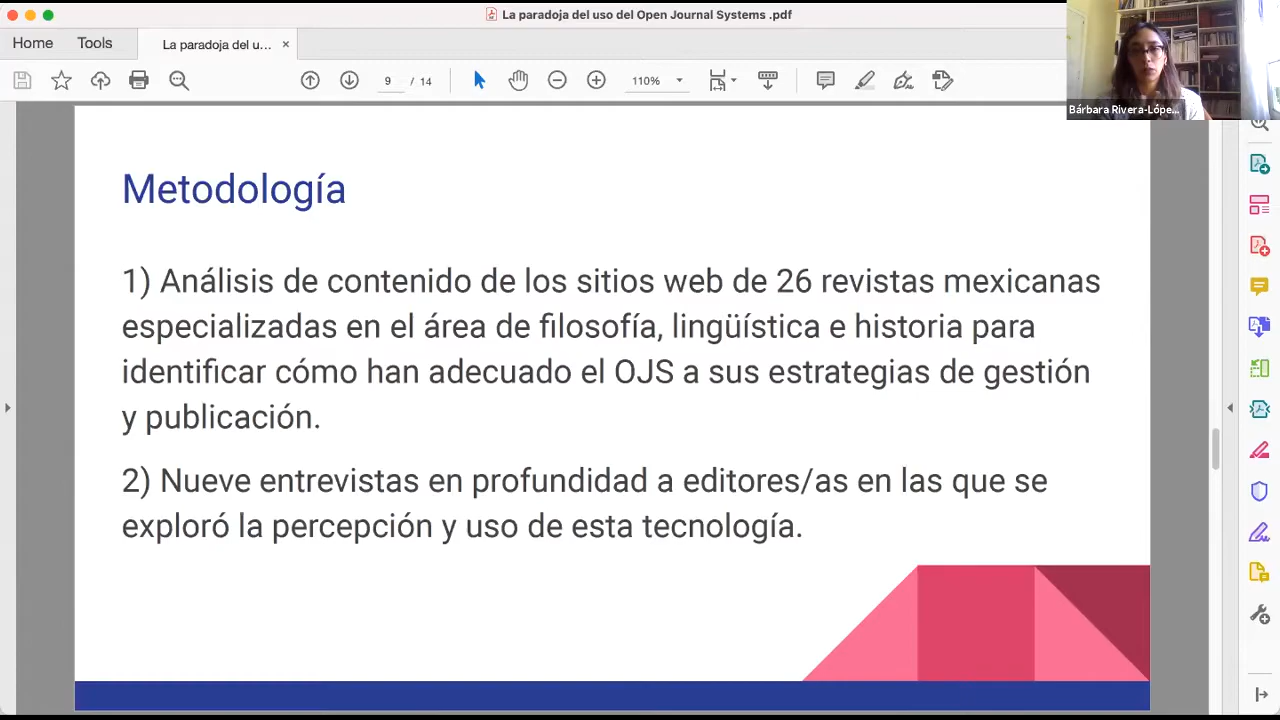 La paradoja del uso del Open Journal Systems .pdf
Home
Tools
La paradoja del u... ×
9 / 14
110%
Bárbara Rivera-Lópe...
Metodología
1) Análisis de contenido de los sitios web de 26 revistas mexicanas
especializadas en el área de filosofía, lingüística e historia para
identificar cómo han adecuado el OJS a sus estrategias de gestión
y publicación.
2) Nueve entrevistas en profundidad a editores/as en las que se
exploró la percepción y uso de esta tecnología.